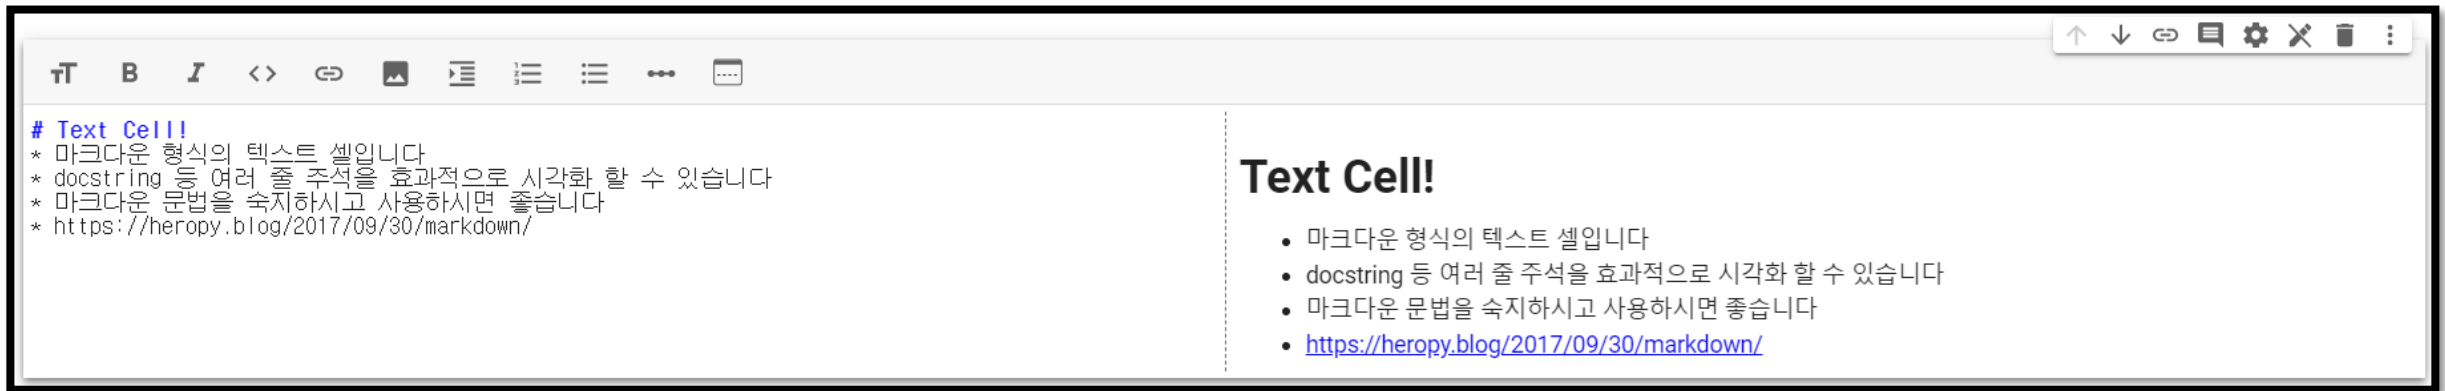 # Text Cell!
* 마크다운 형식의 텍스트 셀입니다
* docstring 등 여러 줄 주석을 효과적으로 시각화 할 수 있습니다
* 마크다운 문법을 숙지하시고 사용하시면 좋습니다
* https://heropy.blog/2017/09/30/markdown/
Text Cell!
• 마크다운 형식의 텍스트 셀입니다
• docstring 등 여러 줄 주석을 효과적으로 시각화 할 수 있습니다
• 마크다운 문법을 숙지하시고 사용하시면 좋습니다
• https://heropy.blog/2017/09/30/markdown/